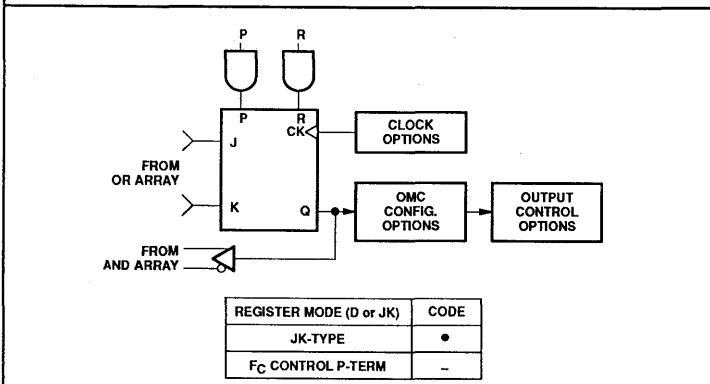 P R
P R
CK
CLOCK
OPTIONS
J
FROM
OR ARRAY
K
Q
OMC
CONFIG.
OPTIONS
OUTPUT
CONTROL
OPTIONS
FROM
AND ARRAY
REGISTER MODE (D or JK) CODE
JK-TYPE ●
FC CONTROL P-TERM –